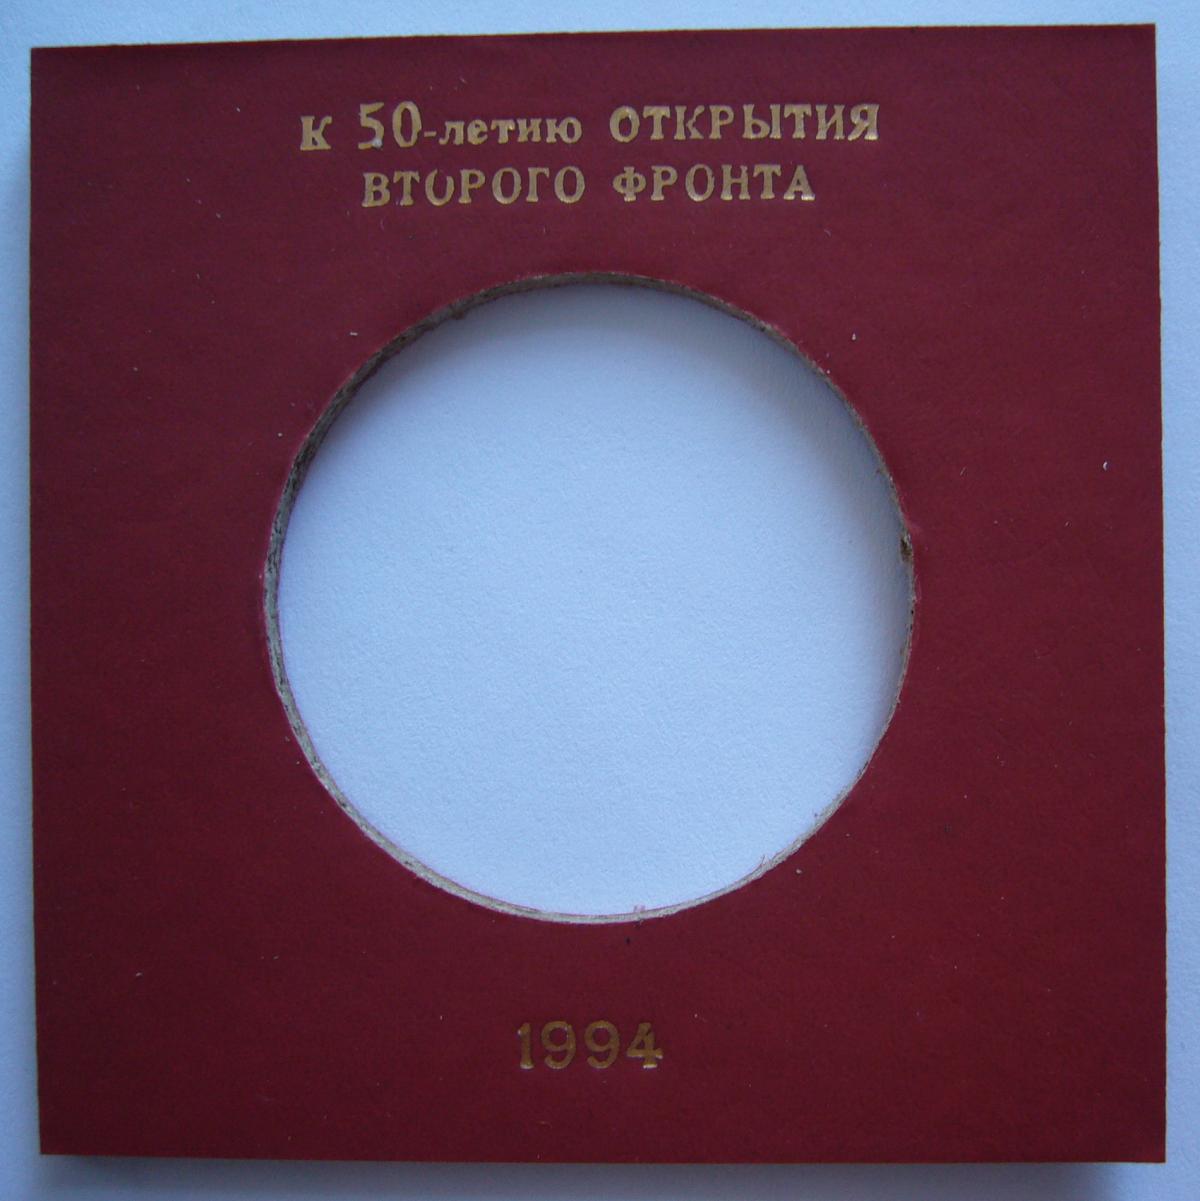 К 50-летию ОТКРЫТИЯ
ВТОРОГО ФРОНТА
1994